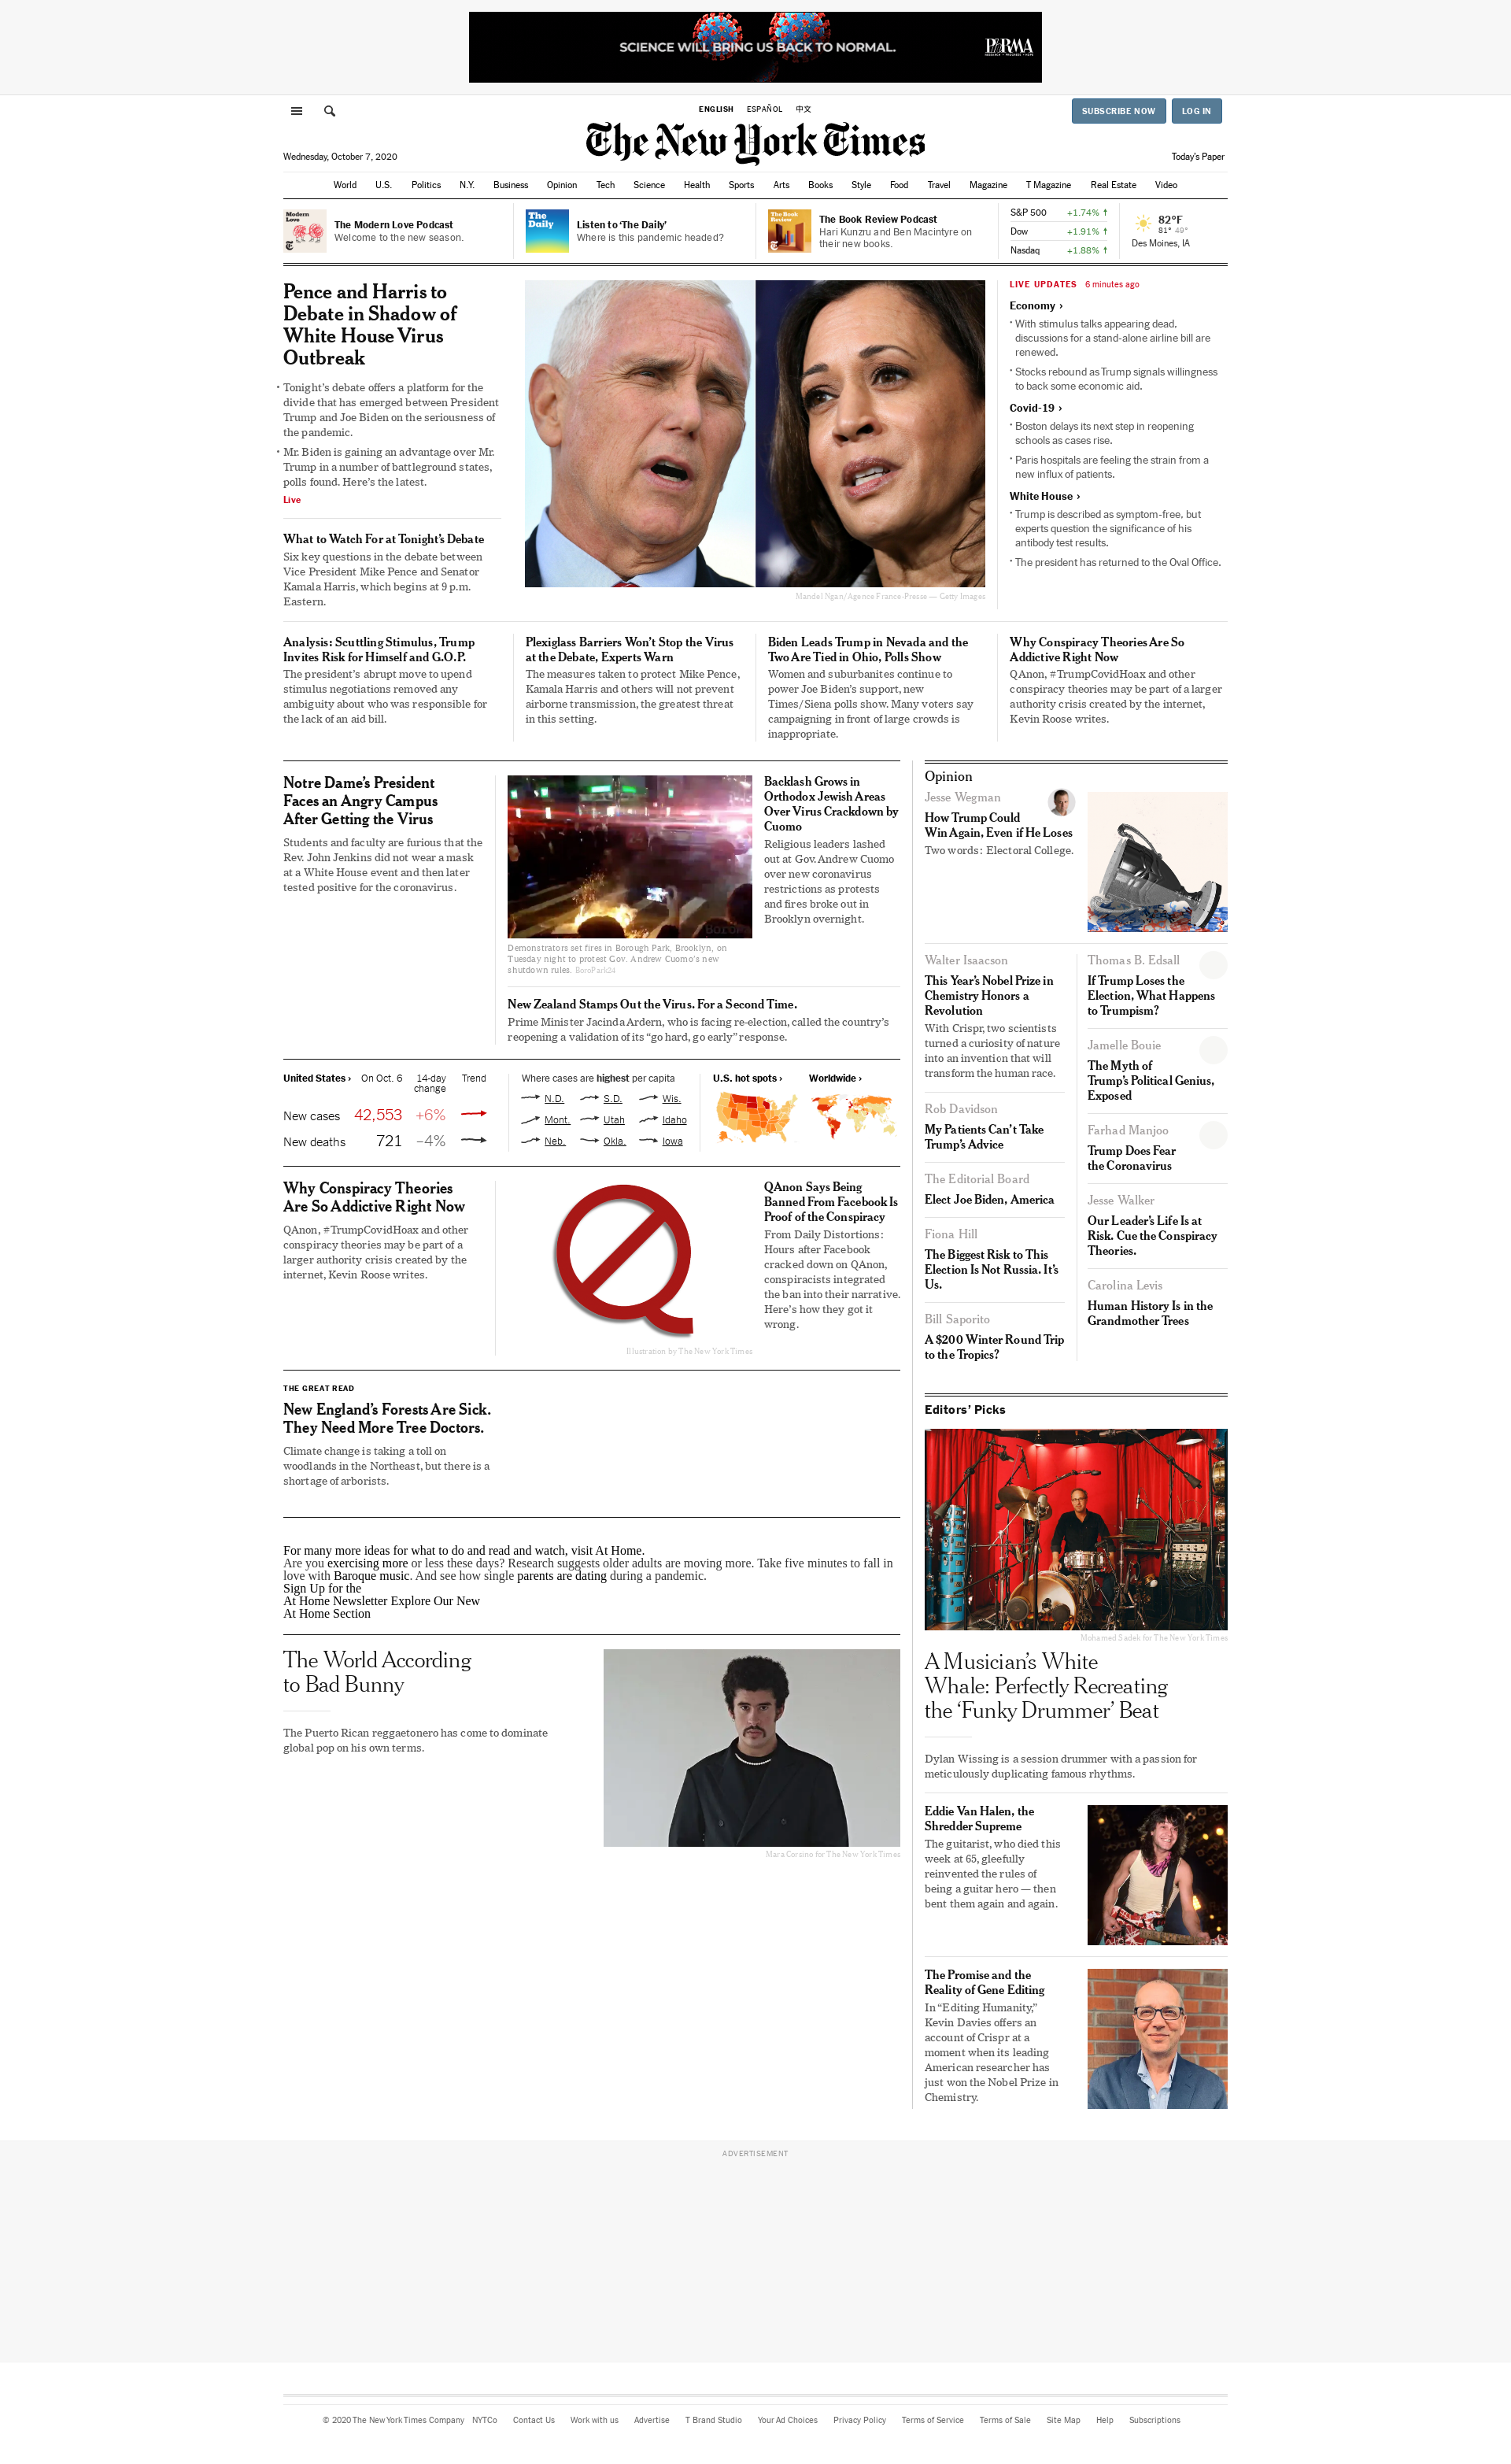 SCIENCE WILL BRING US BACK TO NORMAL.
PhRMA
ENGLISH ESPAÑOL 中文
SUBSCRIBE NOW LOG IN
The New York Times
Wednesday, October 7, 2020
Today's Paper
World U.S. Politics N.Y. Business Opinion Tech Science Health Sports Arts Books Style Food Travel Magazine T Magazine Real Estate Video
Modern Love
The Modern Love Podcast
Welcome to the new season.
The Daily
Listen to ‘The Daily’
Where is this pandemic headed?
The Book Review
The Book Review Podcast
Hari Kunzru and Ben Macintyre on
their new books.
S&P 500 +1.74% ↑
Dow +1.91% ↑
Nasdaq +1.88% ↑
82°F
81° 49°
Des Moines, IA
Pence and Harris to
Debate in Shadow of
White House Virus
Outbreak
• Tonight’s debate offers a platform for the
divide that has emerged between President
Trump and Joe Biden on the seriousness of
the pandemic.
• Mr. Biden is gaining an advantage over Mr.
Trump in a number of battleground states,
polls found. Here’s the latest.
Live
What to Watch For at Tonight’s Debate
Six key questions in the debate between
Vice President Mike Pence and Senator
Kamala Harris, which begins at 9 p.m.
Eastern.
Mandel Ngan/Agence France-Presse — Getty Images
LIVE UPDATES 6 minutes ago
Economy ›
• With stimulus talks appearing dead,
discussions for a stand-alone airline bill are
renewed.
• Stocks rebound as Trump signals willingness
to back some economic aid.
Covid-19 ›
• Boston delays its next step in reopening
schools as cases rise.
• Paris hospitals are feeling the strain from a
new influx of patients.
White House ›
• Trump is described as symptom-free, but
experts question the significance of his
antibody test results.
• The president has returned to the Oval Office.
Analysis: Scuttling Stimulus, Trump
Invites Risk for Himself and G.O.P.
The president’s abrupt move to upend
stimulus negotiations removed any
ambiguity about who was responsible for
the lack of an aid bill.
Plexiglass Barriers Won’t Stop the Virus
at the Debate, Experts Warn
The measures taken to protect Mike Pence,
Kamala Harris and others will not prevent
airborne transmission, the greatest threat
in this setting.
Biden Leads Trump in Nevada and the
Two Are Tied in Ohio, Polls Show
Women and suburbanites continue to
power Joe Biden’s support, new
Times/Siena polls show. Many voters say
campaigning in front of large crowds is
inappropriate.
Why Conspiracy Theories Are So
Addictive Right Now
QAnon, #TrumpCovidHoax and other
conspiracy theories may be part of a larger
authority crisis created by the internet,
Kevin Roose writes.
Notre Dame’s President
Faces an Angry Campus
After Getting the Virus
Students and faculty are furious that the
Rev. John Jenkins did not wear a mask
at a White House event and then later
tested positive for the coronavirus.
BoroP
Demonstrators set fires in Borough Park, Brooklyn, on
Tuesday night to protest Gov. Andrew Cuomo’s new
shutdown rules. BoroPark24
Backlash Grows in
Orthodox Jewish Areas
Over Virus Crackdown by
Cuomo
Religious leaders lashed
out at Gov. Andrew Cuomo
over new coronavirus
restrictions as protests
and fires broke out in
Brooklyn overnight.
New Zealand Stamps Out the Virus. For a Second Time.
Prime Minister Jacinda Ardern, who is facing re-election, called the country’s
reopening a validation of its “go hard, go early” response.
United States › On Oct. 6 14-day Trend
change
New cases 42,553 +6%
New deaths 721 –4%
Where cases are highest per capita
N.D. S.D. Wis.
Mont. Utah Idaho
Neb. Okla. Iowa
U.S. hot spots › Worldwide ›
Why Conspiracy Theories
Are So Addictive Right Now
QAnon, #TrumpCovidHoax and other
conspiracy theories may be part of a
larger authority crisis created by the
internet, Kevin Roose writes.
Illustration by The New York Times
QAnon Says Being
Banned From Facebook Is
Proof of the Conspiracy
From Daily Distortions:
Hours after Facebook
cracked down on QAnon,
conspiracists integrated
the ban into their narrative.
Here’s how they got it
wrong.
THE GREAT READ
New England’s Forests Are Sick.
They Need More Tree Doctors.
Climate change is taking a toll on
woodlands in the Northeast, but there is a
shortage of arborists.
For many more ideas for what to do and read and watch, visit At Home.
Are you exercising more or less these days? Research suggests older adults are moving more. Take five minutes to fall in
love with Baroque music. And see how single parents are dating during a pandemic.
Sign Up for the
At Home Newsletter Explore Our New
At Home Section
The World According
to Bad Bunny
The Puerto Rican reggaetonero has come to dominate
global pop on his own terms.
Mara Corsino for The New York Times
Opinion
Jesse Wegman
How Trump Could
Win Again, Even if He Loses
Two words: Electoral College.
Walter Isaacson
This Year’s Nobel Prize in
Chemistry Honors a
Revolution
With Crispr, two scientists
turned a curiosity of nature
into an invention that will
transform the human race.
Rob Davidson
My Patients Can’t Take
Trump’s Advice
The Editorial Board
Elect Joe Biden, America
Fiona Hill
The Biggest Risk to This
Election Is Not Russia. It’s
Us.
Bill Saporito
A $200 Winter Round Trip
to the Tropics?
Thomas B. Edsall
If Trump Loses the
Election, What Happens
to Trumpism?
Jamelle Bouie
The Myth of
Trump’s Political Genius,
Exposed
Farhad Manjoo
Trump Does Fear
the Coronavirus
Jesse Walker
Our Leader’s Life Is at
Risk. Cue the Conspiracy
Theories.
Carolina Levis
Human History Is in the
Grandmother Trees
Editors’ Picks
Mohamed Sadek for The New York Times
A Musician’s White
Whale: Perfectly Recreating
the ‘Funky Drummer’ Beat
Dylan Wissing is a session drummer with a passion for
meticulously duplicating famous rhythms.
Eddie Van Halen, the
Shredder Supreme
The guitarist, who died this
week at 65, gleefully
reinvented the rules of
being a guitar hero — then
bent them again and again.
The Promise and the
Reality of Gene Editing
In “Editing Humanity,”
Kevin Davies offers an
account of Crispr at a
moment when its leading
American researcher has
just won the Nobel Prize in
Chemistry.
ADVERTISEMENT
© 2020 The New York Times Company NYTCo Contact Us Work with us Advertise T Brand Studio Your Ad Choices Privacy Policy Terms of Service Terms of Sale Site Map Help Subscriptions